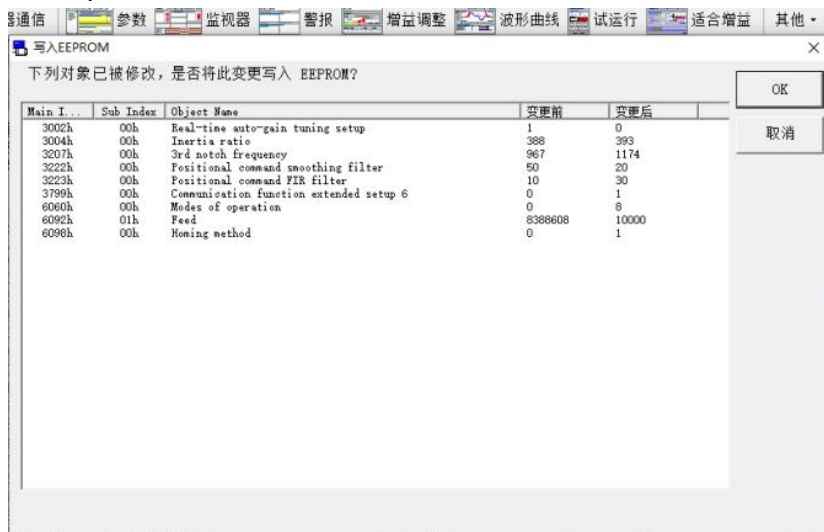 通信 参数 监视器 警报 增益调整 波形曲线 试运行 适合增益 其他
写入EEPROM
下列对象已被修改，是否将此变更写入 EEPROM?
OK
取消
Main I... Sub Index Object Name 变更前 变更后
3002h 00h Real-time auto-gain tuning setup 1 0
3004h 00h Inertia ratio 388 393
3207h 00h 3rd notch frequency 967 1174
3222h 00h Positional command smoothing filter 50 20
3223h 00h Positional command FIR filter 10 30
3799h 00h Communication function extended setup 6 0 1
6060h 00h Modes of operation 0 8
6092h 01h Feed 8388608 10000
6098h 00h Homing method 0 1